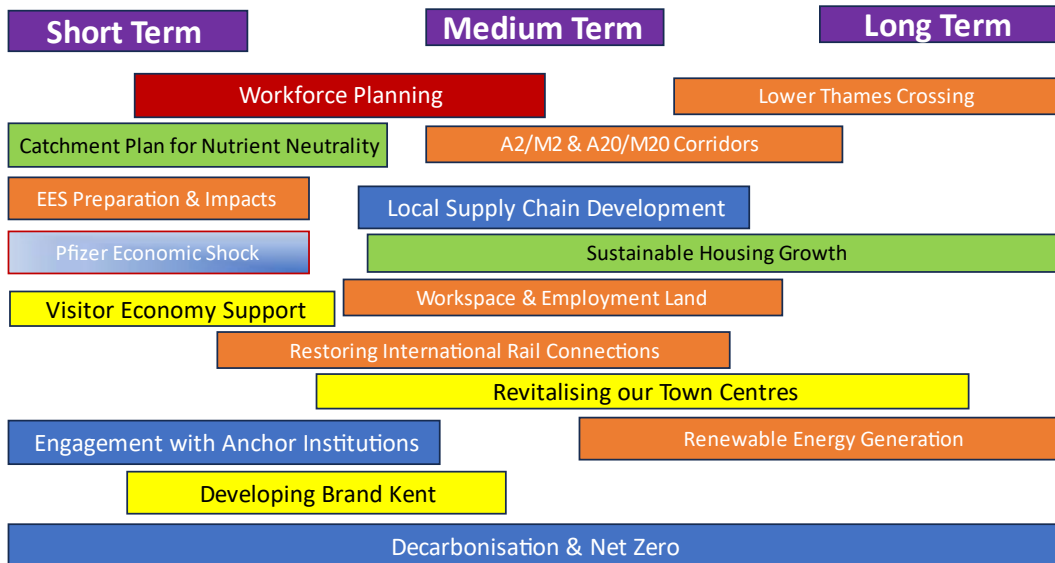 Short Term
Medium Term
Long Term
Workforce Planning
Lower Thames Crossing
Catchment Plan for Nutrient Neutrality
A2/M2 & A20/M20 Corridors
EES Preparation & Impacts
Local Supply Chain Development
Pfizer Economic Shock
Sustainable Housing Growth
Visitor Economy Support
Workspace & Employment Land
Restoring International Rail Connections
Revitalising our Town Centres
Engagement with Anchor Institutions
Renewable Energy Generation
Developing Brand Kent
Decarbonisation & Net Zero